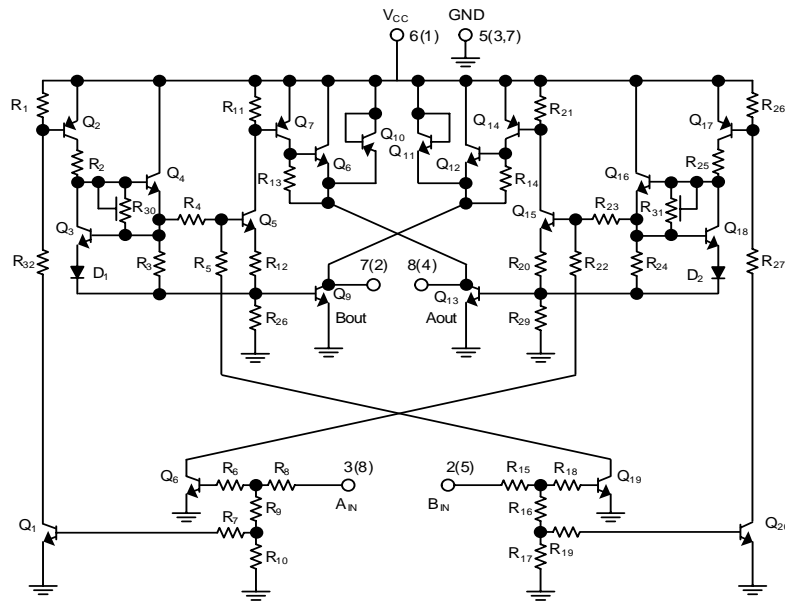 V_CC GND
6(1) 5(3,7)
R1 Q2 R11 Q7 Q10 Q14 R21 Q17 R26
R2 Q4 R13 Q6 Q11 Q12 R14 Q16 R25
Q3 R30 R4 Q5 Q15 R23 R31 Q18
R32 D1 R3 R5 R12 7(2) 8(4) R20 R22 R24 D2 R27
Q9 Q13
R26 Bout Aout R29
Q6 R6 R8 3(8) 2(5) R15 R18 Q19
A_IN B_IN
Q1 R7 R9 R16 Q20
R10 R17 R19